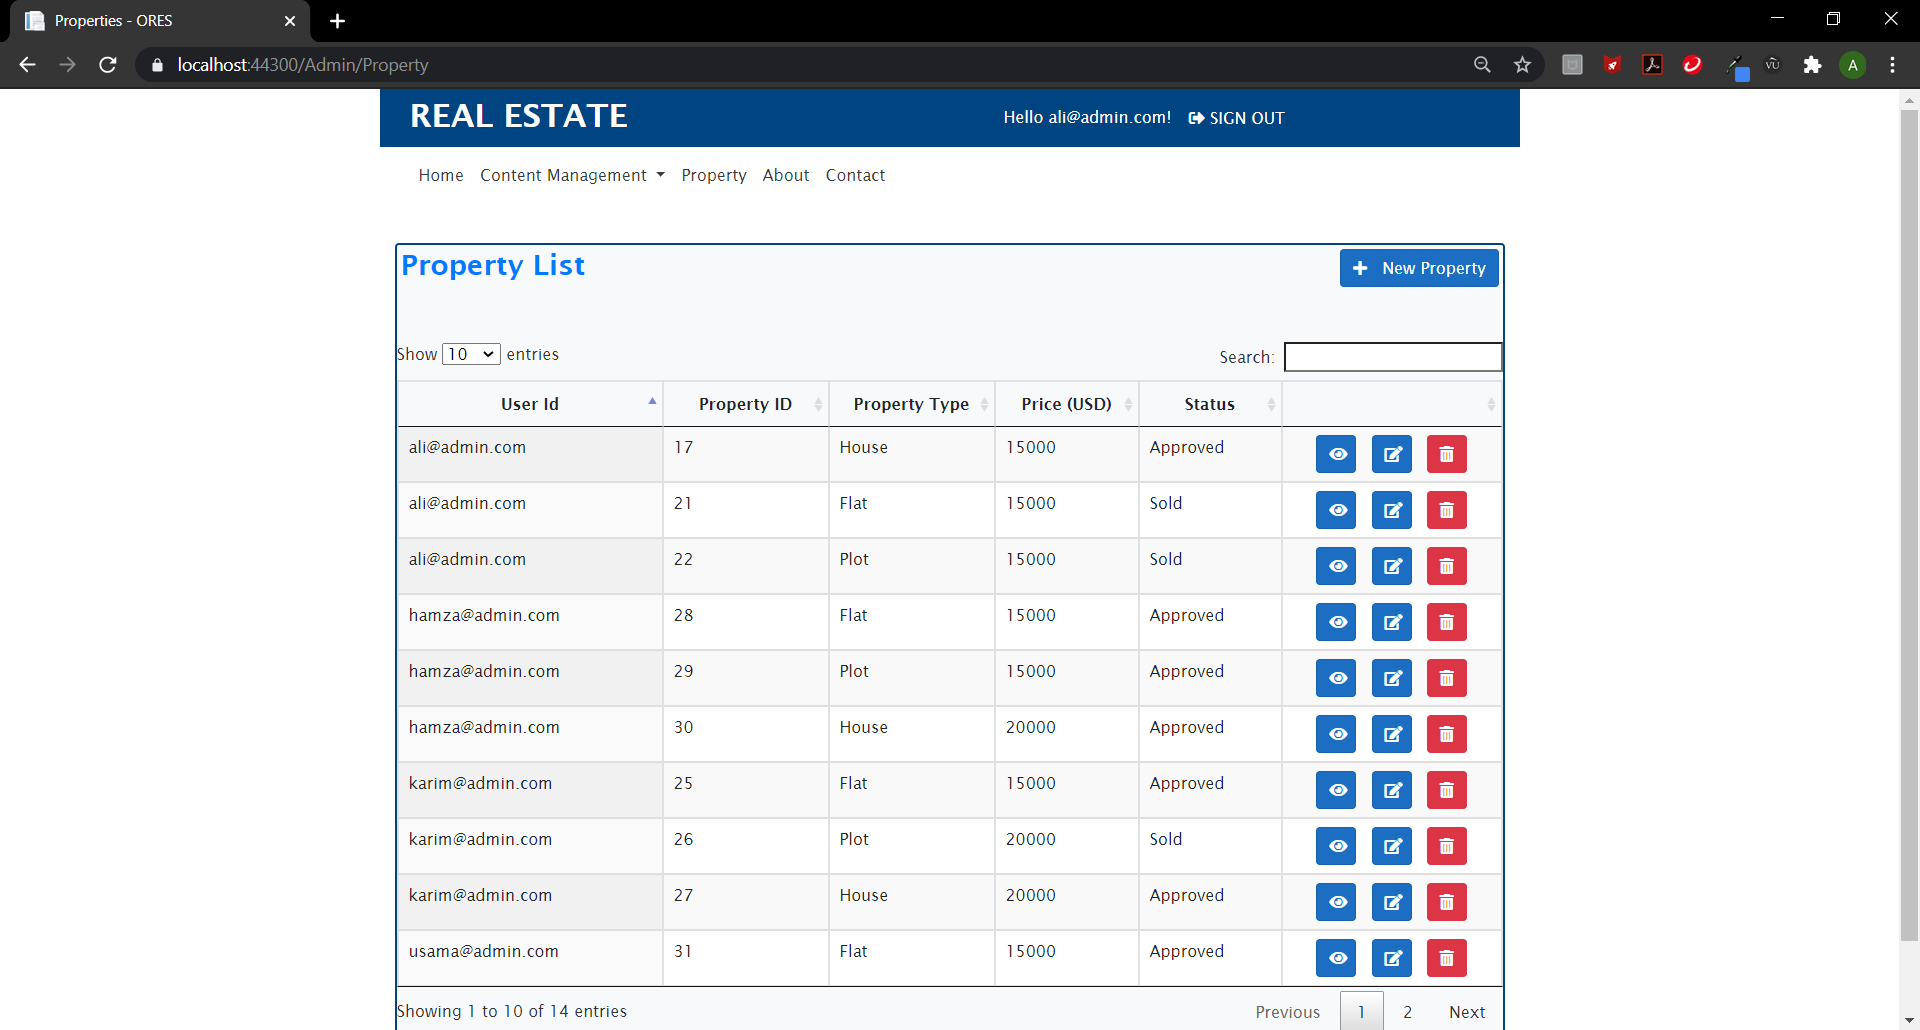 Properties - ORES
localhost:44300/Admin/Property
A
REAL ESTATE
Hello ali@admin.com! SIGN OUT
Home Content Management Property About Contact
Property List
New Property
Show 10 entries
Search:
User Id Property ID Property Type Price (USD) Status
ali@admin.com 17 House 15000 Approved
ali@admin.com 21 Flat 15000 Sold
ali@admin.com 22 Plot 15000 Sold
hamza@admin.com 28 Flat 15000 Approved
hamza@admin.com 29 Plot 15000 Approved
hamza@admin.com 30 House 20000 Approved
karim@admin.com 25 Flat 15000 Approved
karim@admin.com 26 Plot 20000 Sold
karim@admin.com 27 House 20000 Approved
usama@admin.com 31 Flat 15000 Approved
Showing 1 to 10 of 14 entries
Previous 1 2 Next